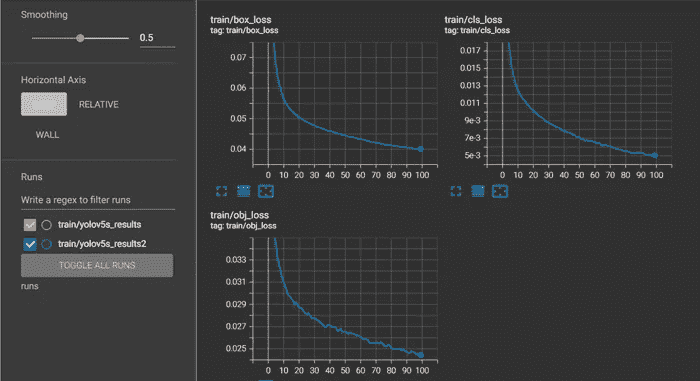 Smoothing
0.5
Horizontal Axis
RELATIVE
WALL
Runs
Write a regex to filter runs
train/yolov5s_results
train/yolov5s_results2
TOGGLE ALL RUNS
runs
train/box_loss
tag: train/box_loss
0.07
0.06
0.05
0.04
0 10 20 30 40 50 60 70 80 90 100
train/cls_loss
tag: train/cls_loss
0.017
0.015
0.013
0.011
9e-3
7e-3
5e-3
0 10 20 30 40 50 60 70 80 90 100
train/obj_loss
tag: train/obj_loss
0.033
0.031
0.029
0.027
0.025
0 10 20 30 40 50 60 70 80 90 100